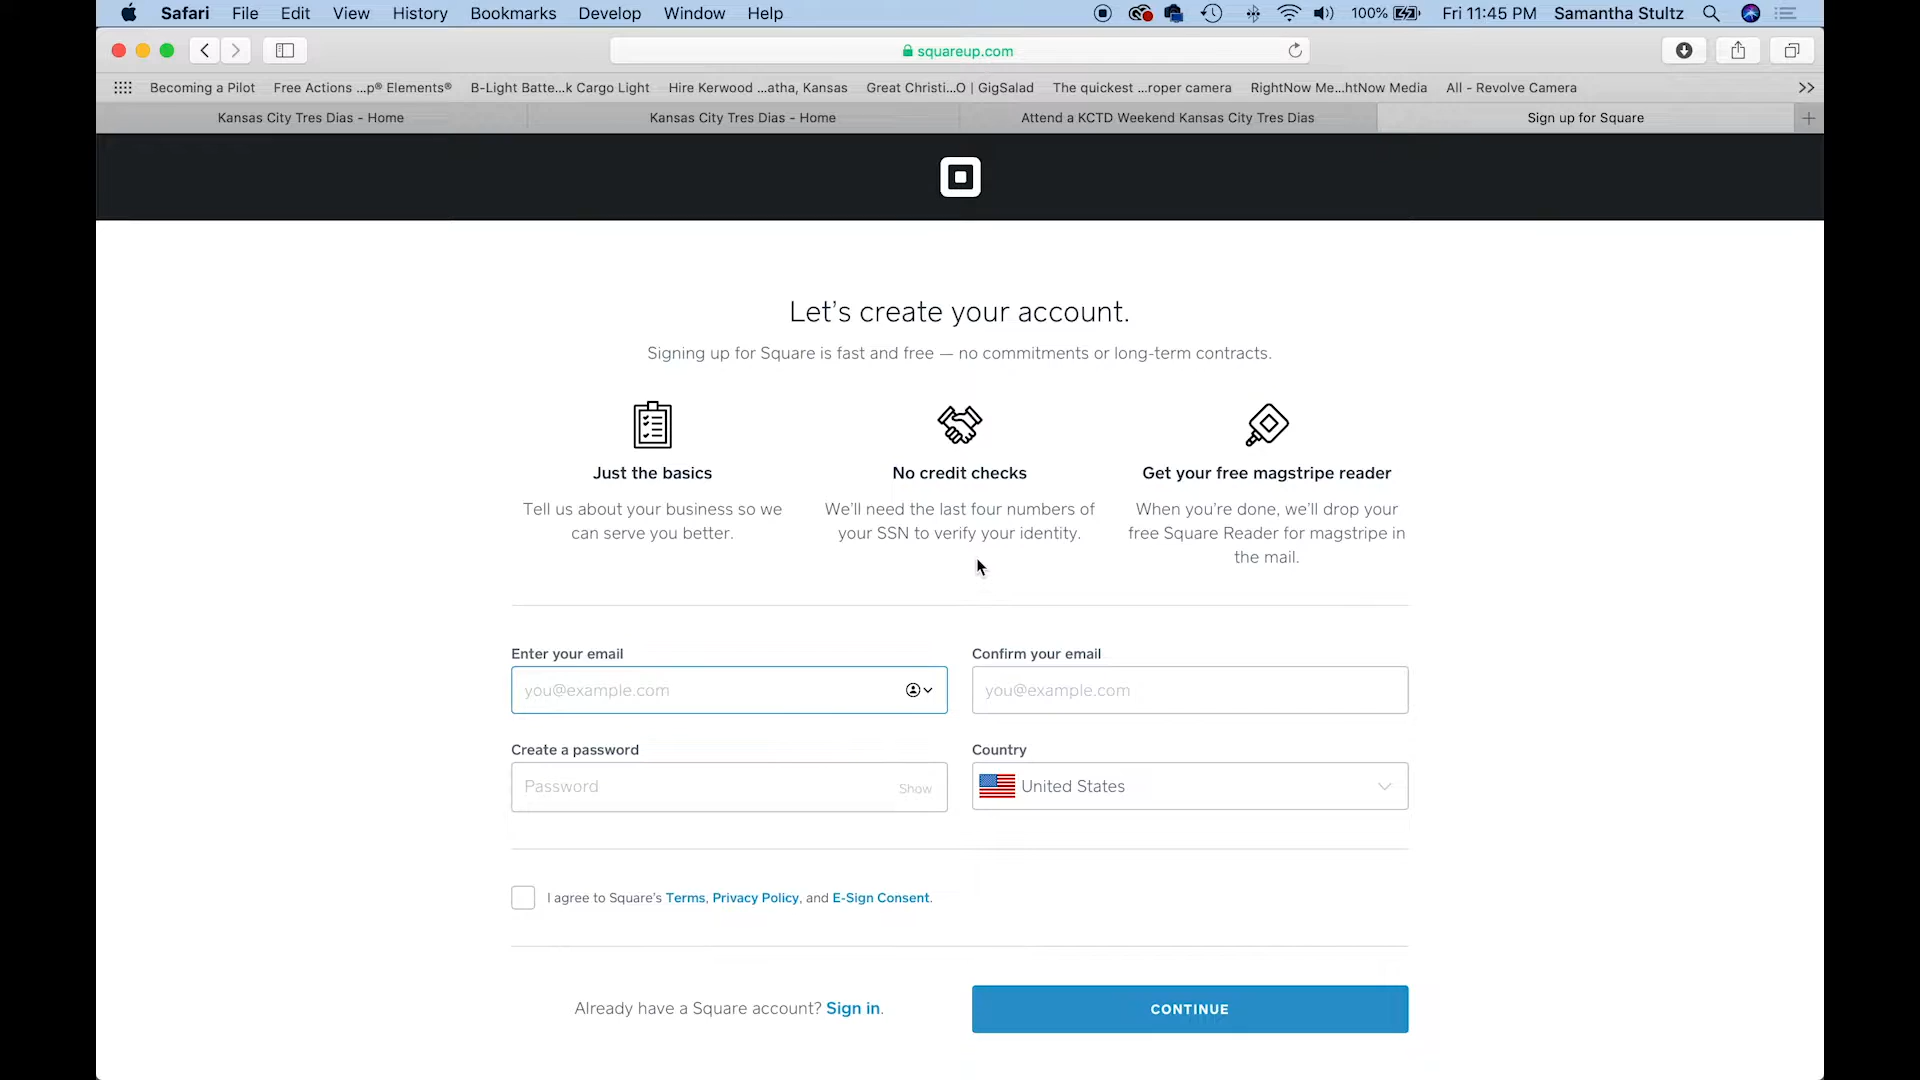 Safari File Edit View History Bookmarks Develop Window Help 100% Fri 11:45 PM Samantha Stultz
squareup.com
Becoming a Pilot Free Actions ...p® Elements® B-Light Batte...k Cargo Light Hire Kerwood ...atha, Kansas Great Christi...O | GigSalad The quickest ...roper camera RightNow Me...htNow Media All - Revolve Camera
Kansas City Tres Dias - Home Kansas City Tres Dias - Home Attend a KCTD Weekend Kansas City Tres Dias Sign up for Square
Let's create your account.
Signing up for Square is fast and free — no commitments or long-term contracts.
Just the basics
Tell us about your business so we
can serve you better.
No credit checks
We'll need the last four numbers of
your SSN to verify your identity.
Get your free magstripe reader
When you're done, we'll drop your
free Square Reader for magstripe in
the mail.
Enter your email
you@example.com
Confirm your email
you@example.com
Create a password
Password Show
Country
United States
I agree to Square's Terms, Privacy Policy, and E-Sign Consent.
Already have a Square account? Sign in.
CONTINUE